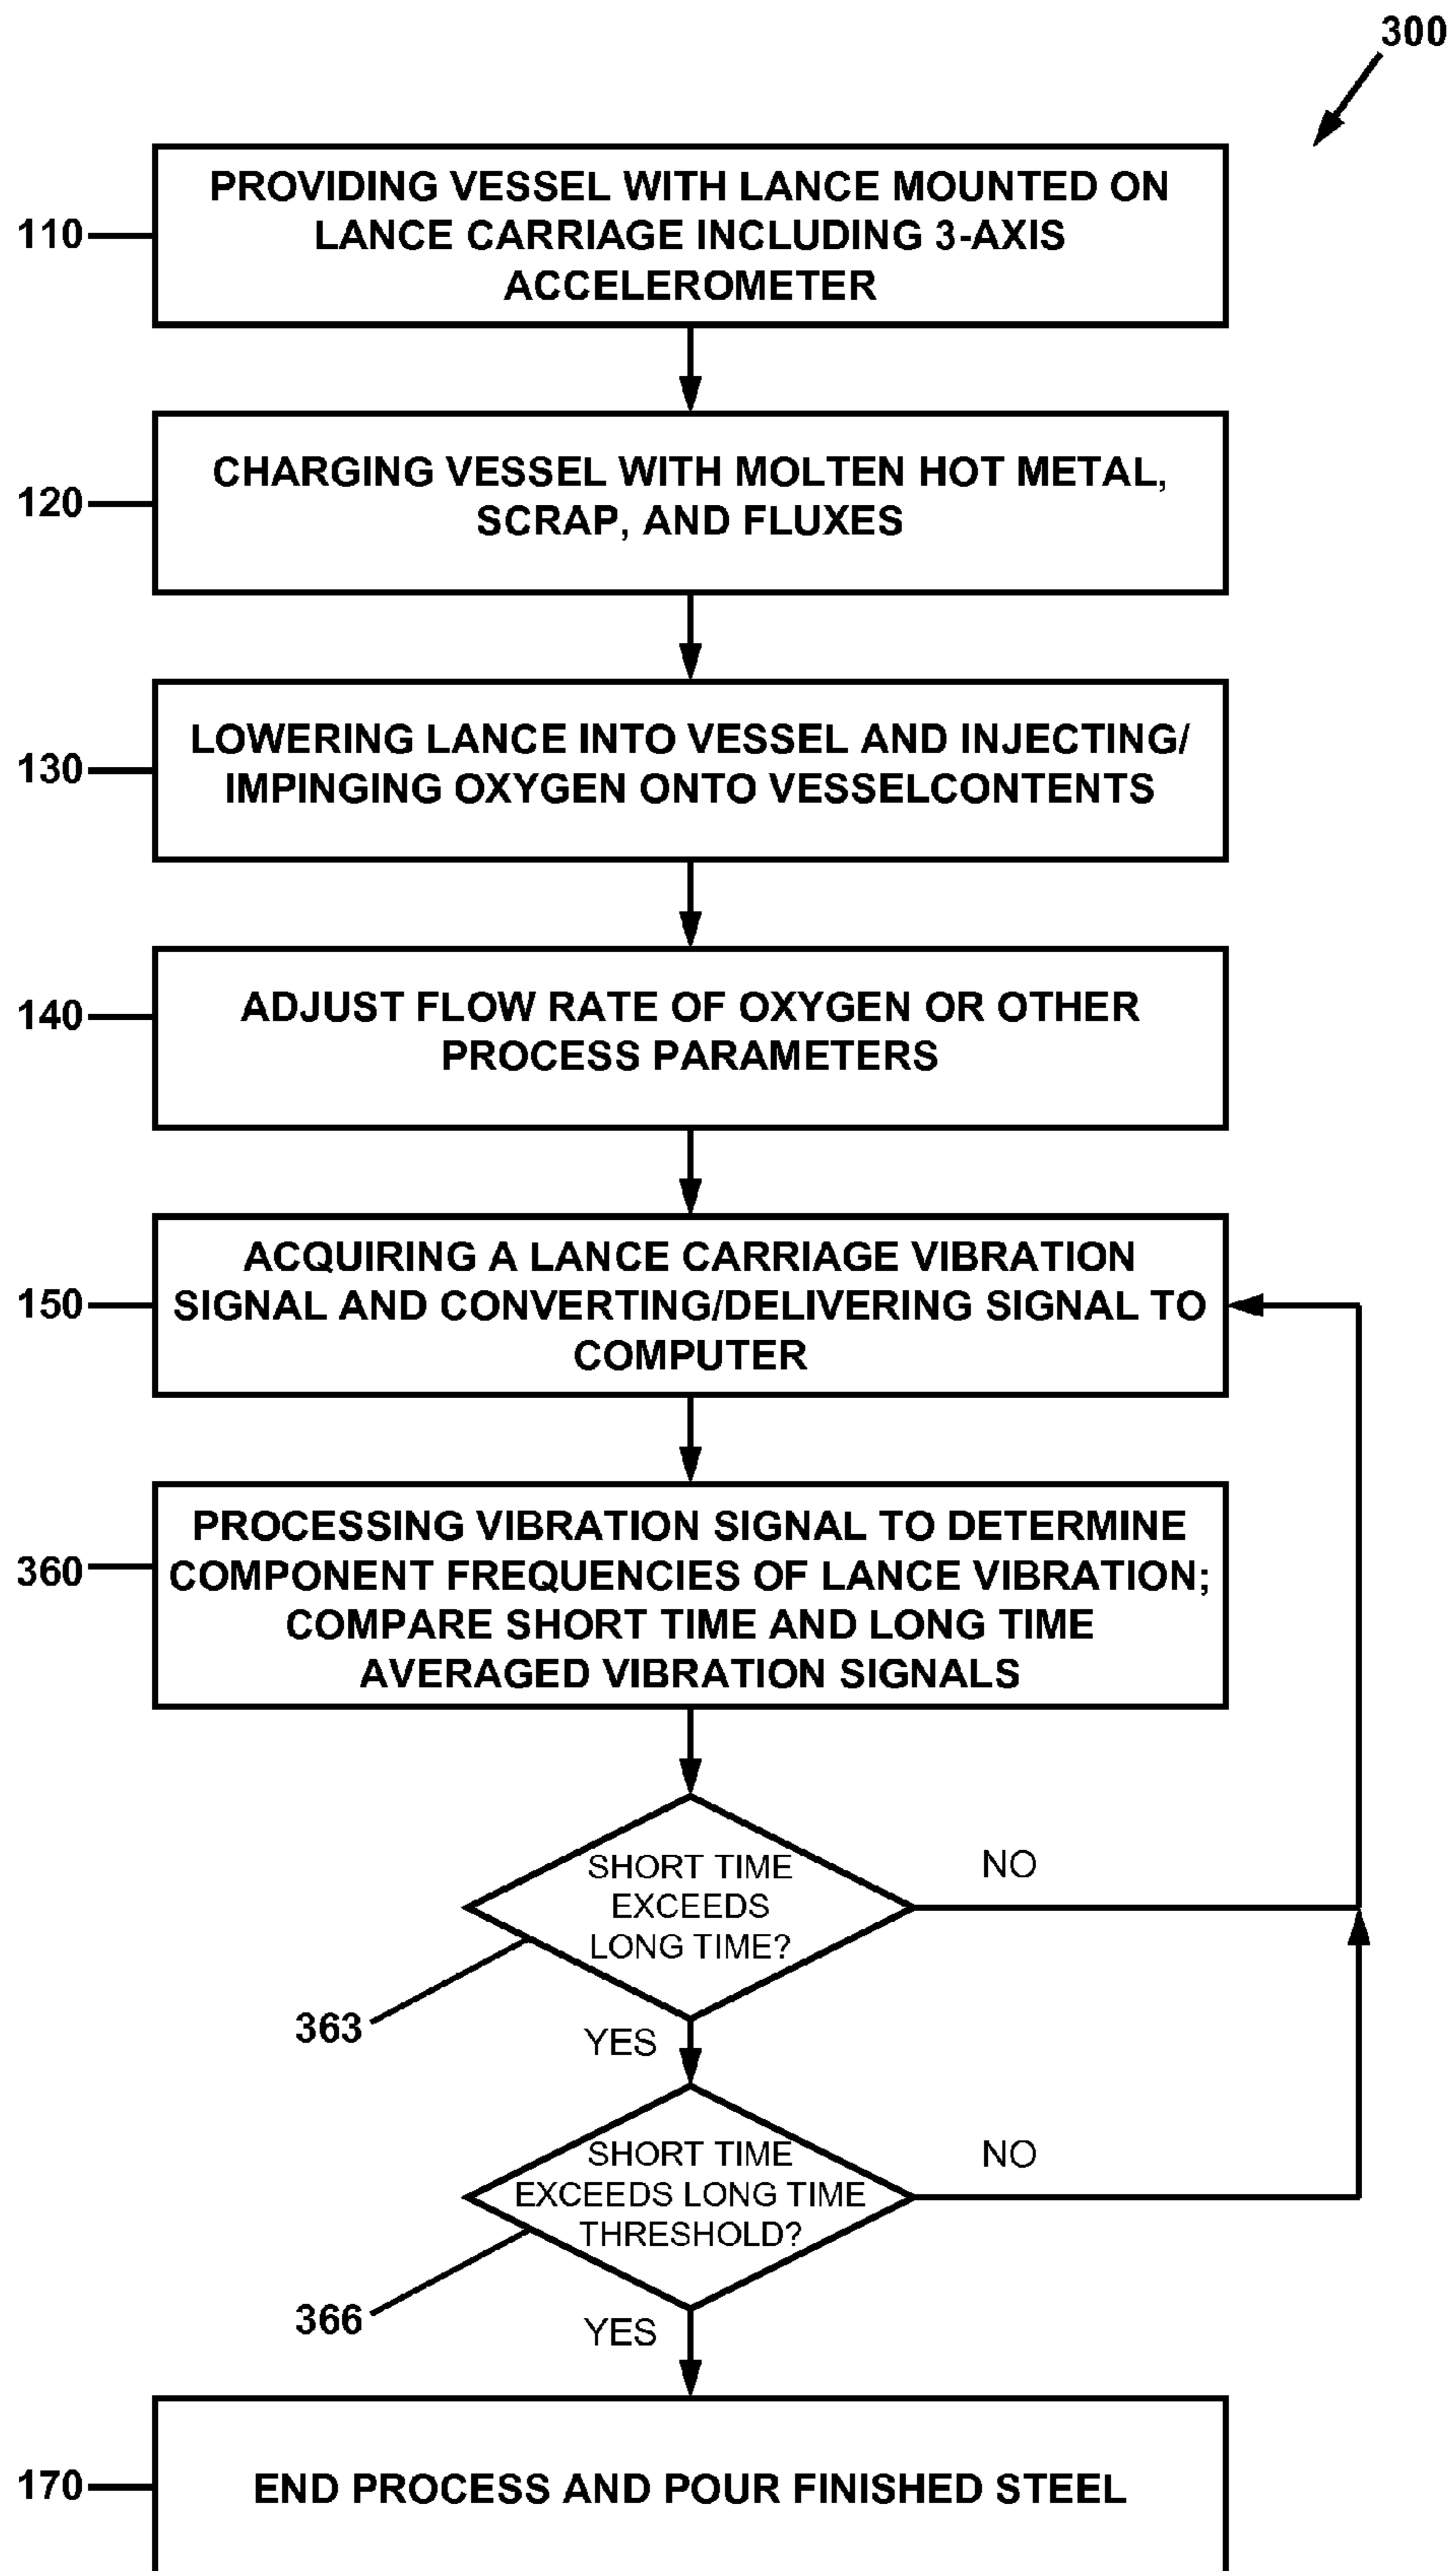 300
PROVIDING VESSEL WITH LANCE MOUNTED ON
LANCE CARRIAGE INCLUDING 3-AXIS
ACCELEROMETER
110
CHARGING VESSEL WITH MOLTEN HOT METAL,
SCRAP, AND FLUXES
120
LOWERING LANCE INTO VESSEL AND INJECTING/
IMPINGING OXYGEN ONTO VESSELCONTENTS
130
ADJUST FLOW RATE OF OXYGEN OR OTHER
PROCESS PARAMETERS
140
ACQUIRING A LANCE CARRIAGE VIBRATION
SIGNAL AND CONVERTING/DELIVERING SIGNAL TO
COMPUTER
150
PROCESSING VIBRATION SIGNAL TO DETERMINE
COMPONENT FREQUENCIES OF LANCE VIBRATION;
COMPARE SHORT TIME AND LONG TIME
AVERAGED VIBRATION SIGNALS
360
SHORT TIME
EXCEEDS
LONG TIME?
NO
363
YES
SHORT TIME
EXCEEDS LONG TIME
THRESHOLD?
NO
366
YES
END PROCESS AND POUR FINISHED STEEL
170